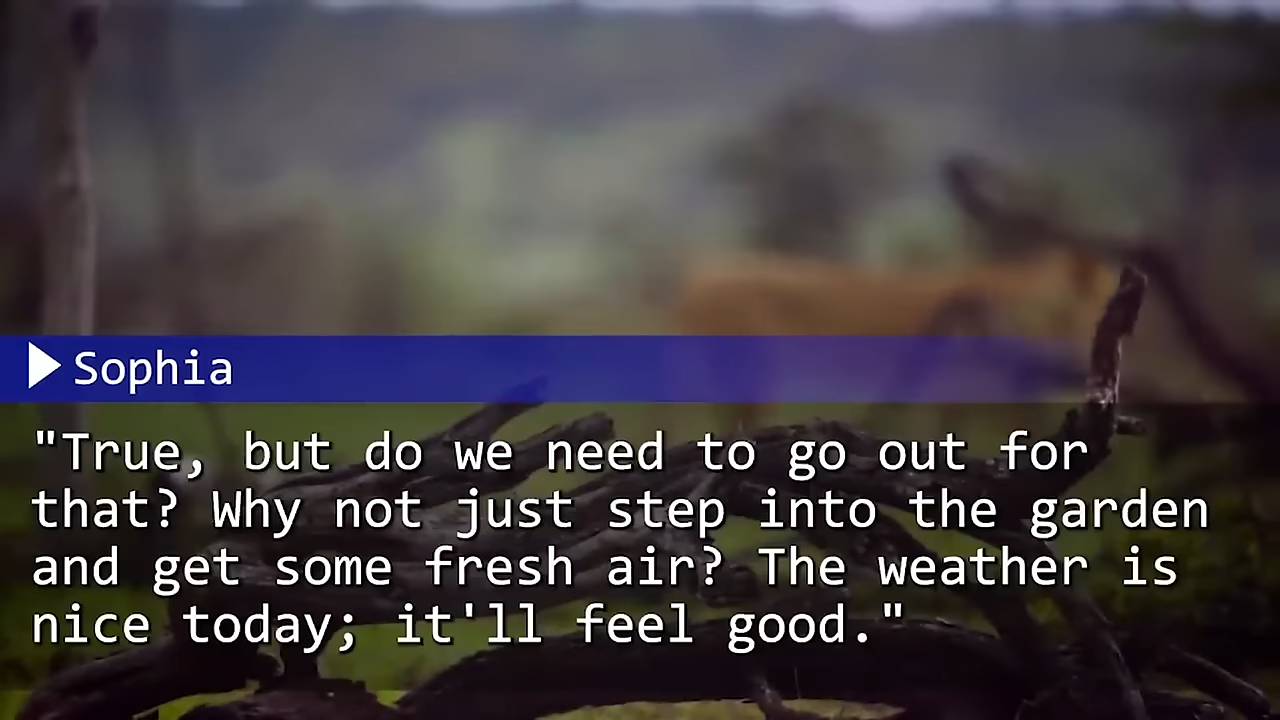 Sophia
"True, but do we need to go out for
that? Why not just step into the garden
and get some fresh air? The weather is
nice today; it'll feel good."